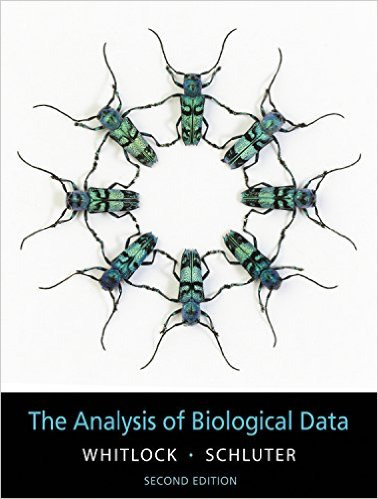 The Analysis of Biological Data
WHITLOCK · SCHLUTER
SECOND EDITION